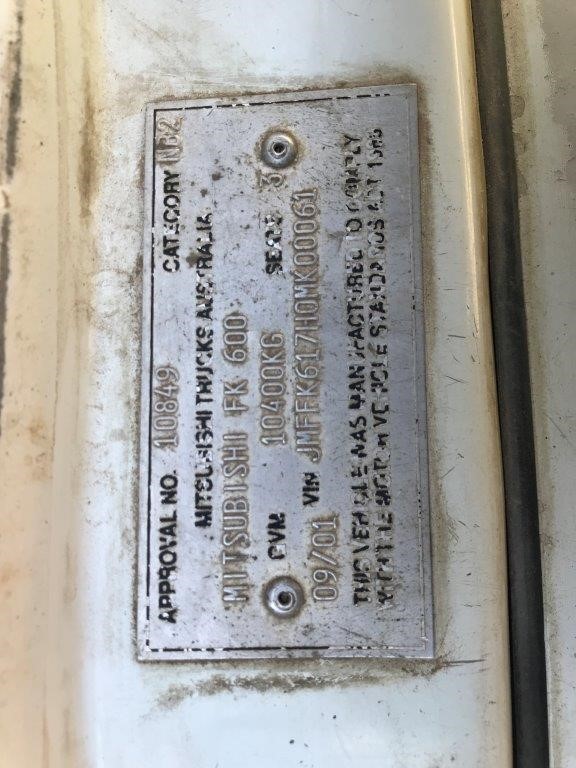 APPROVAL NO. 10849 CATEGORY NB2
MITSUBISHI TRUCKS AUSTRALIA
MITSUBISHI FK 600
GVM 10400KG SEATS 3
09/01 VIN JMFFK617H0MK00061
THIS VEHICLE WAS MANUFACTURED TO COMPLY
WITH THE MOTOR VEHICLE STANDARDS ACT 1989